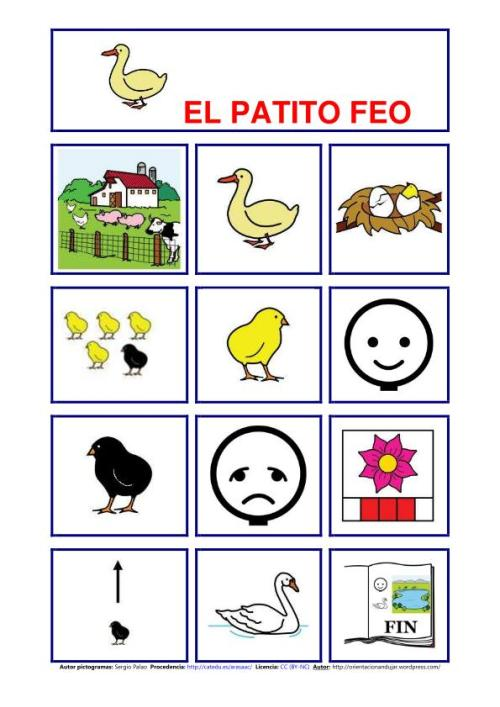 EL PATITO FEO
FIN
Autor pictogramas: Sergio Palao Procedencia: http://catedu.es/arasaac/ Licencia: CC (BY-NC) Autor: http://orientacionandujar.wordpress.com/